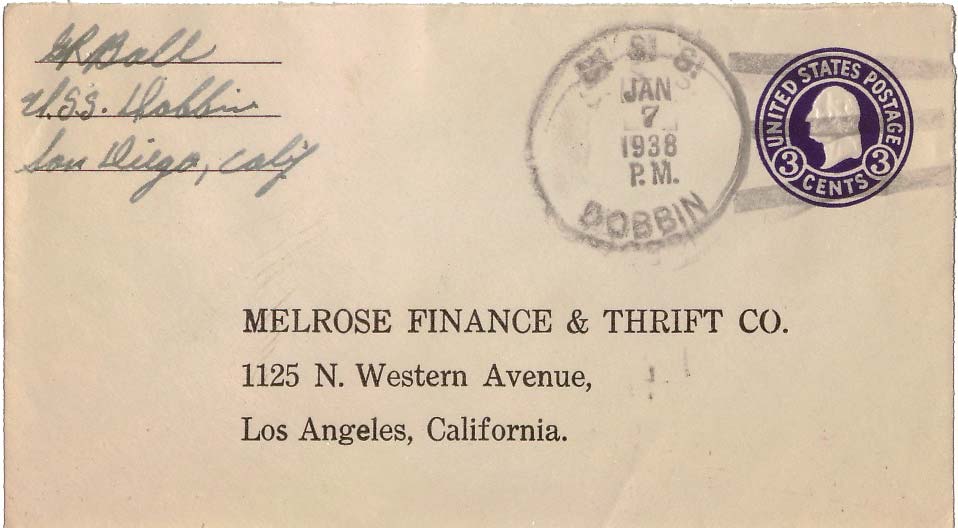 GR Ball
U.S.S. Dobbin
San Diego, Calif
U. S. S.
JAN
7
1938
P.M.
DOBBIN
UNITED STATES POSTAGE
3 CENTS 3
MELROSE FINANCE & THRIFT CO.
1125 N. Western Avenue,
Los Angeles, California.